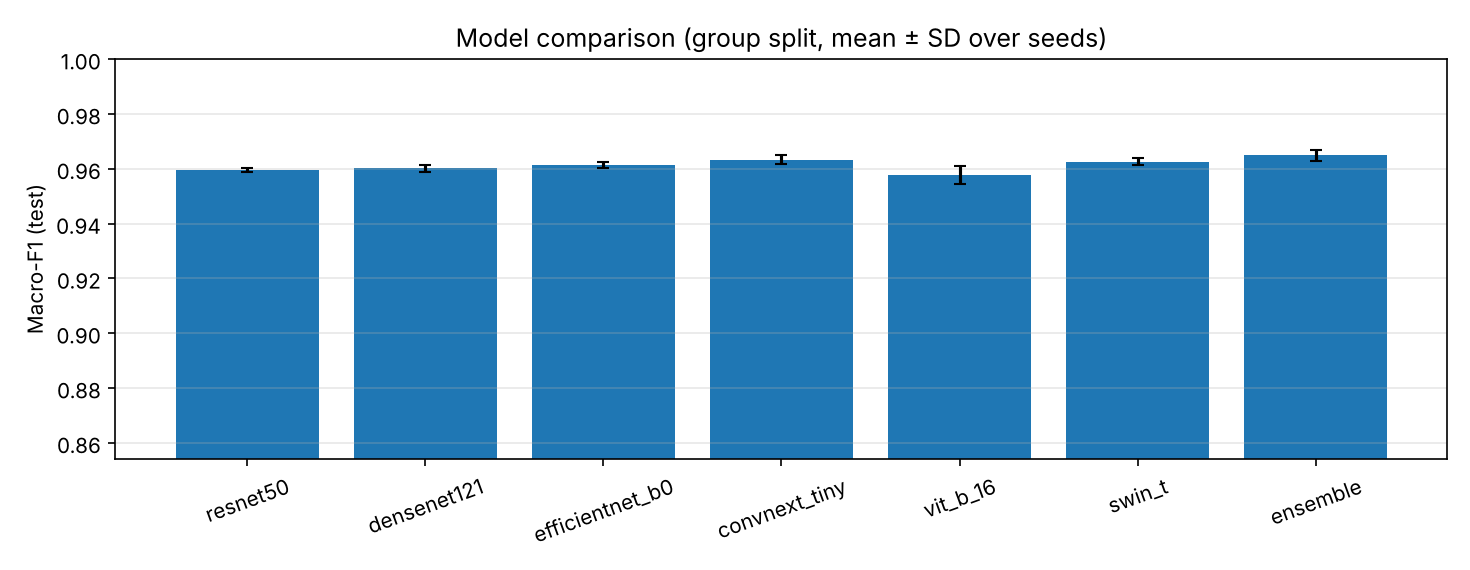 Model comparison (group split, mean ± SD over seeds)
1.00
0.98
0.96
0.94
0.92
0.90
0.88
0.86
Macro-F1 (test)
resnet50
densenet121
efficientnet_b0
convnext_tiny
vit_b_16
swin_t
ensemble